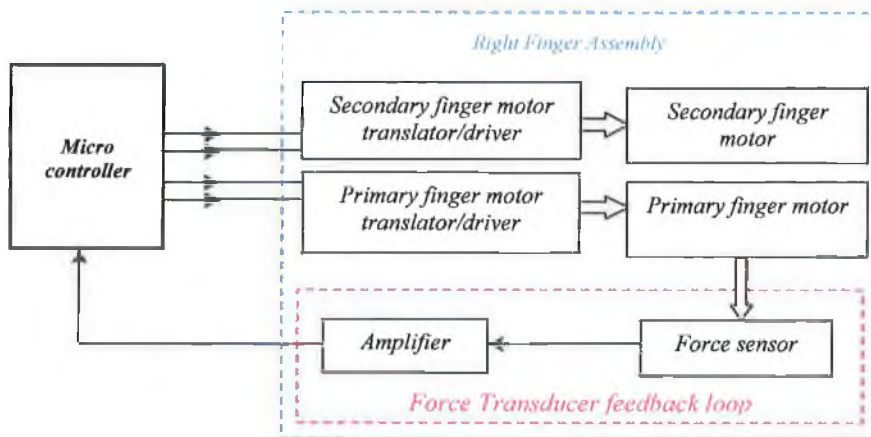 Right Finger Assembly
Secondary finger motor
translator/driver
Secondary finger
motor
Micro
controller
Primary finger motor
translator/driver
Primary finger motor
Amplifier
Force sensor
Force Transducer feedback loop